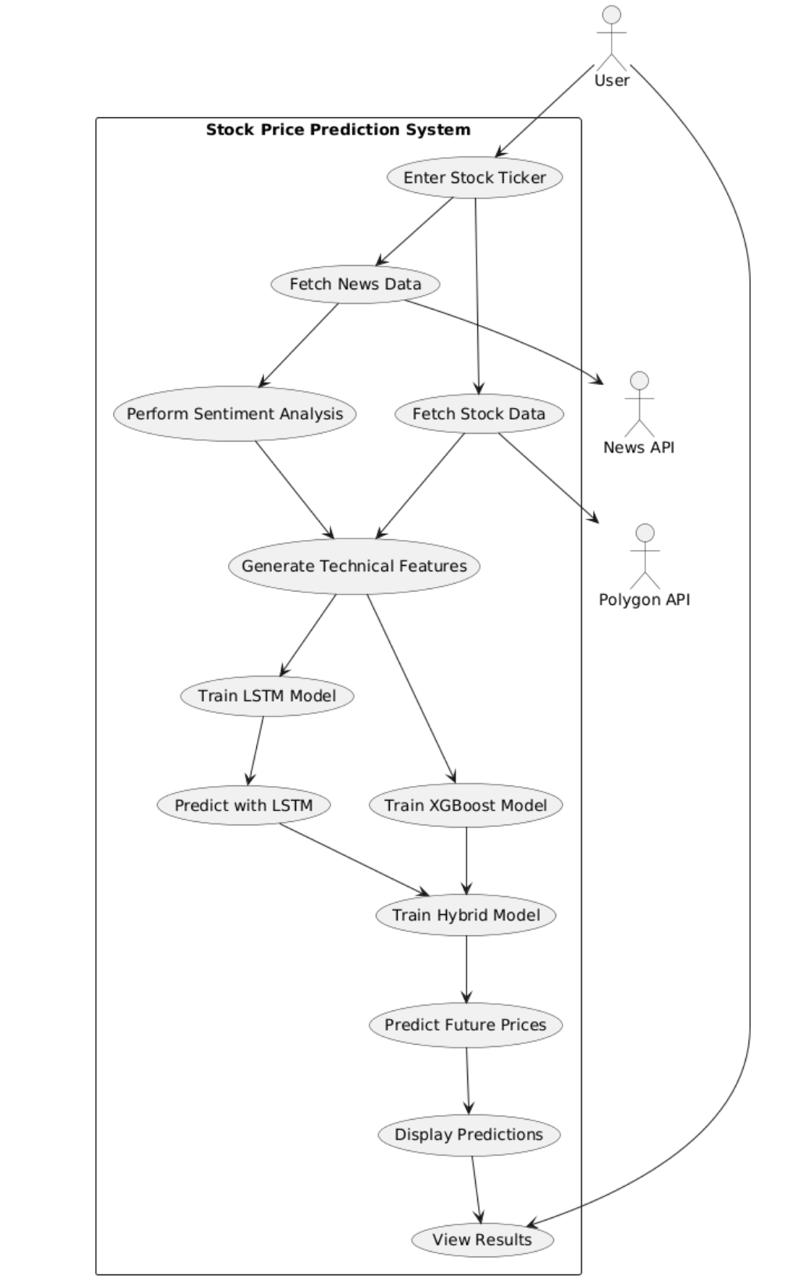 User
Stock Price Prediction System
Enter Stock Ticker
Fetch News Data
Perform Sentiment Analysis
Fetch Stock Data
News API
Generate Technical Features
Polygon API
Train LSTM Model
Predict with LSTM
Train XGBoost Model
Train Hybrid Model
Predict Future Prices
Display Predictions
View Results